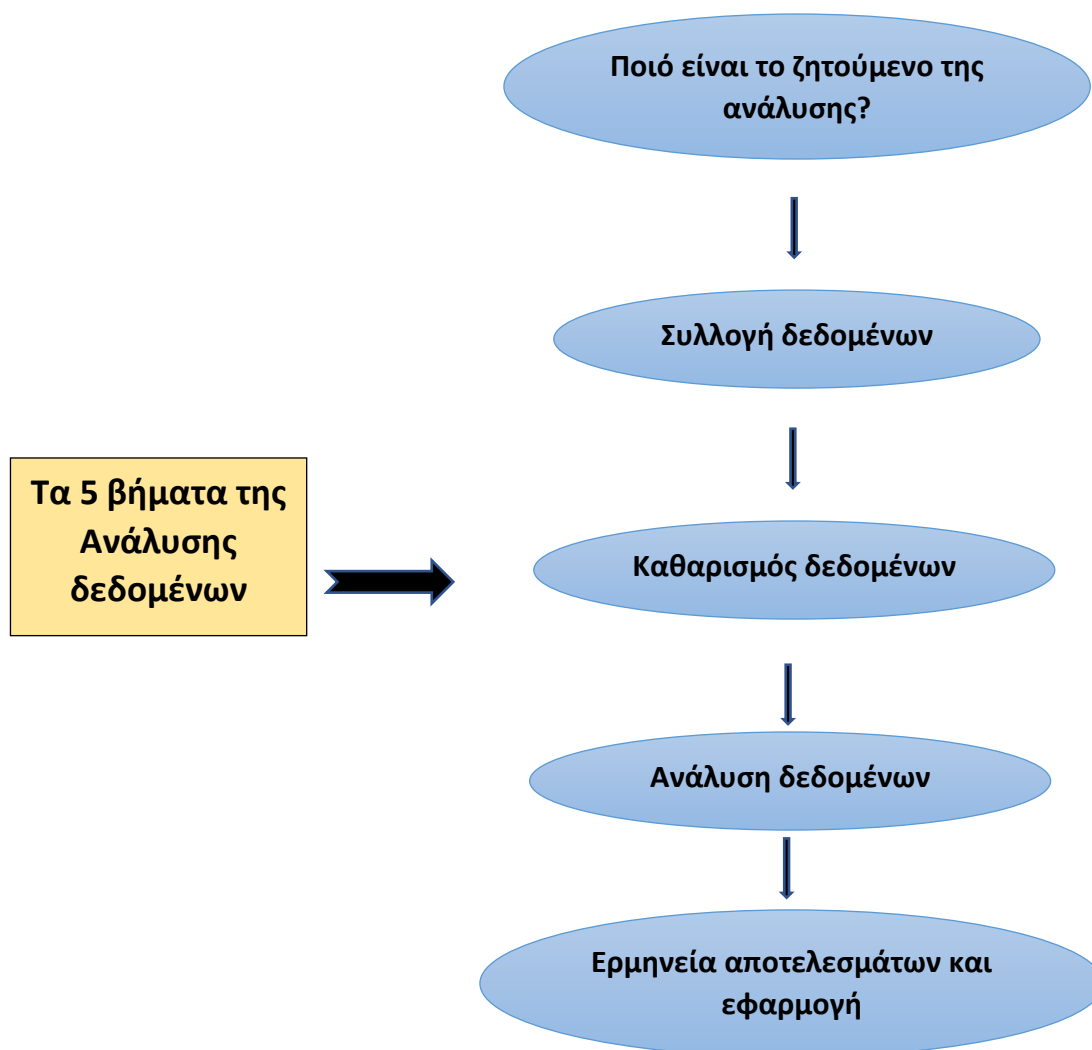 Ποιό είναι το ζητούμενο της
ανάλυσης?
Συλλογή δεδομένων
Τα 5 βήματα της
Ανάλυσης
δεδομένων
Καθαρισμός δεδομένων
Ανάλυση δεδομένων
Ερμηνεία αποτελεσμάτων και
εφαρμογή